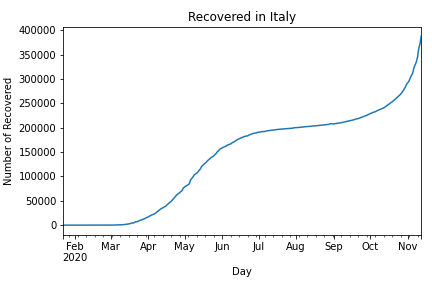 Recovered in Italy
400000
350000
300000
250000
200000
150000
100000
50000
0
Number of Recovered
Feb Mar Apr May Jun Jul Aug Sep Oct Nov
2020
Day